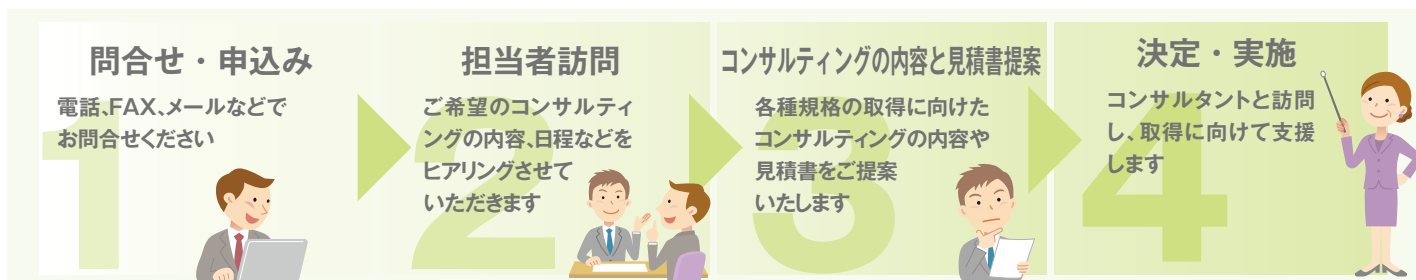 1
問合せ・申込み
電話、FAX、メールなどで
お問合せください
2
担当者訪問
ご希望のコンサルティ
ングの内容、日程などを
ヒアリングさせて
いただきます
3
コンサルティングの内容と見積書提案
各種規格の取得に向けた
コンサルティングの内容や
見積書をご提案
いたします
4
決定・実施
コンサルタントと訪問
し、取得に向けて支援
します